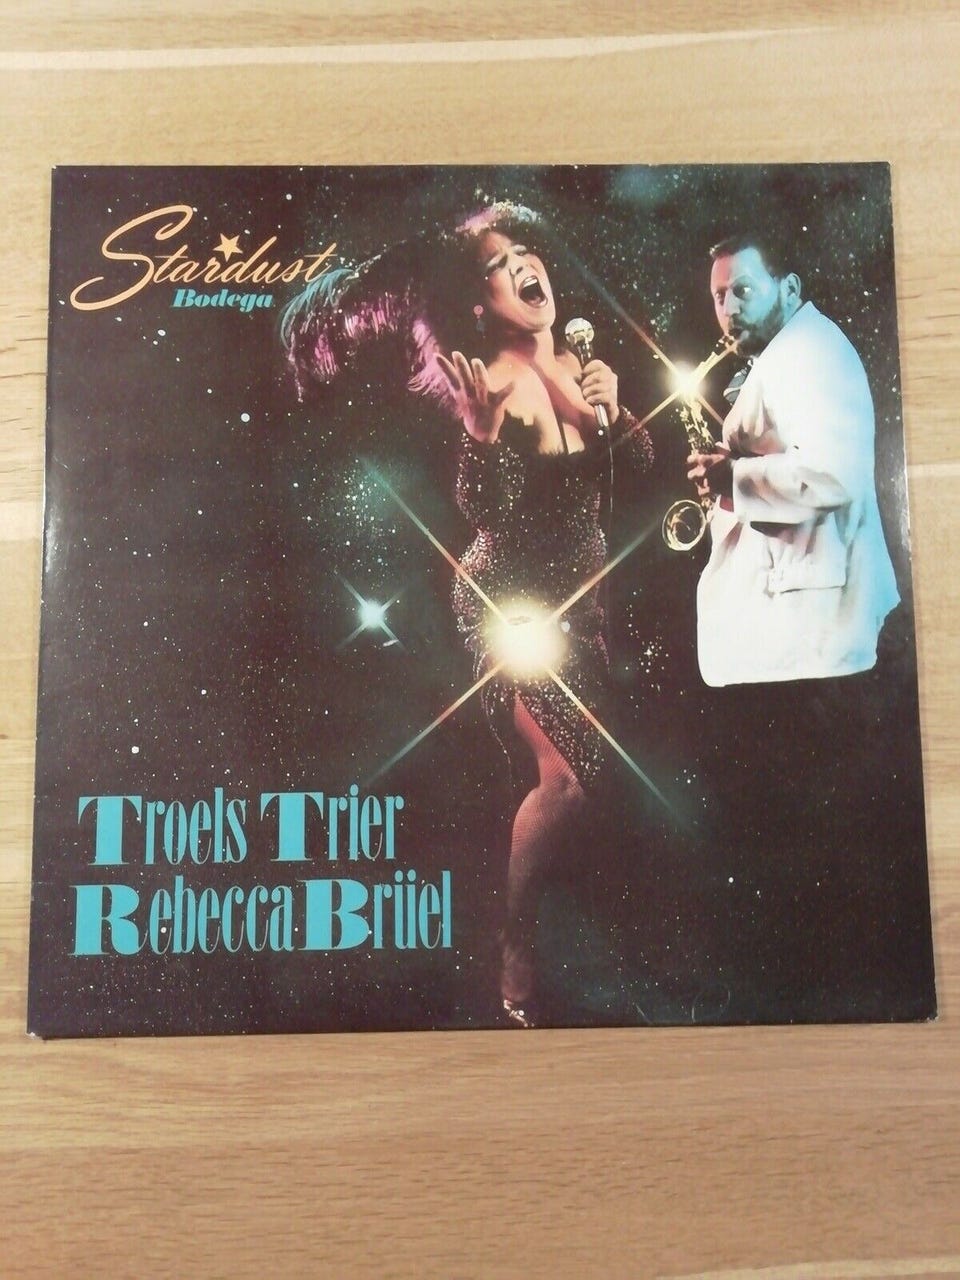 Stardust
Bodega
Troels Trier
Rebecca Brüel